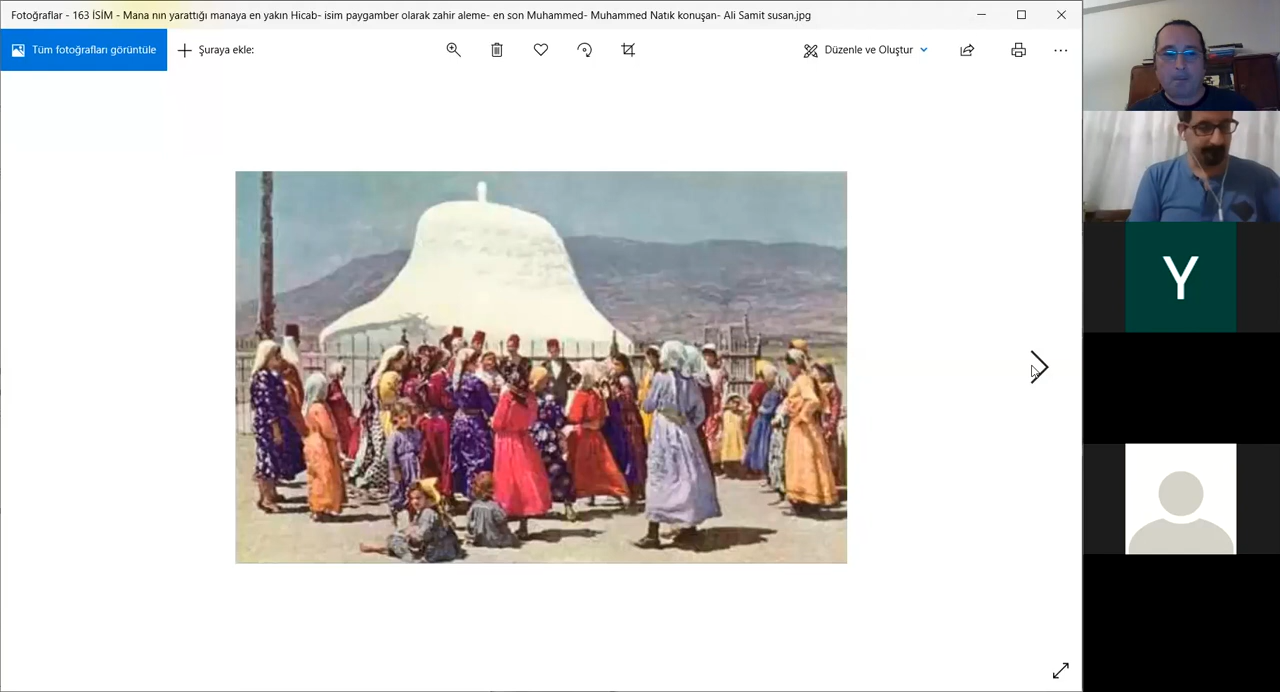 Fotoğraflar - 163 İSİM - Mana nın yarattığı manaya en yakın Hicab- isim paygamber olarak zahir aleme- en son Muhammed- Muhammed Natık konuşan- Ali Samit susan.jpg
Tüm fotoğrafları görüntüle
Şuraya ekle:
Düzenle ve Oluştur
Y